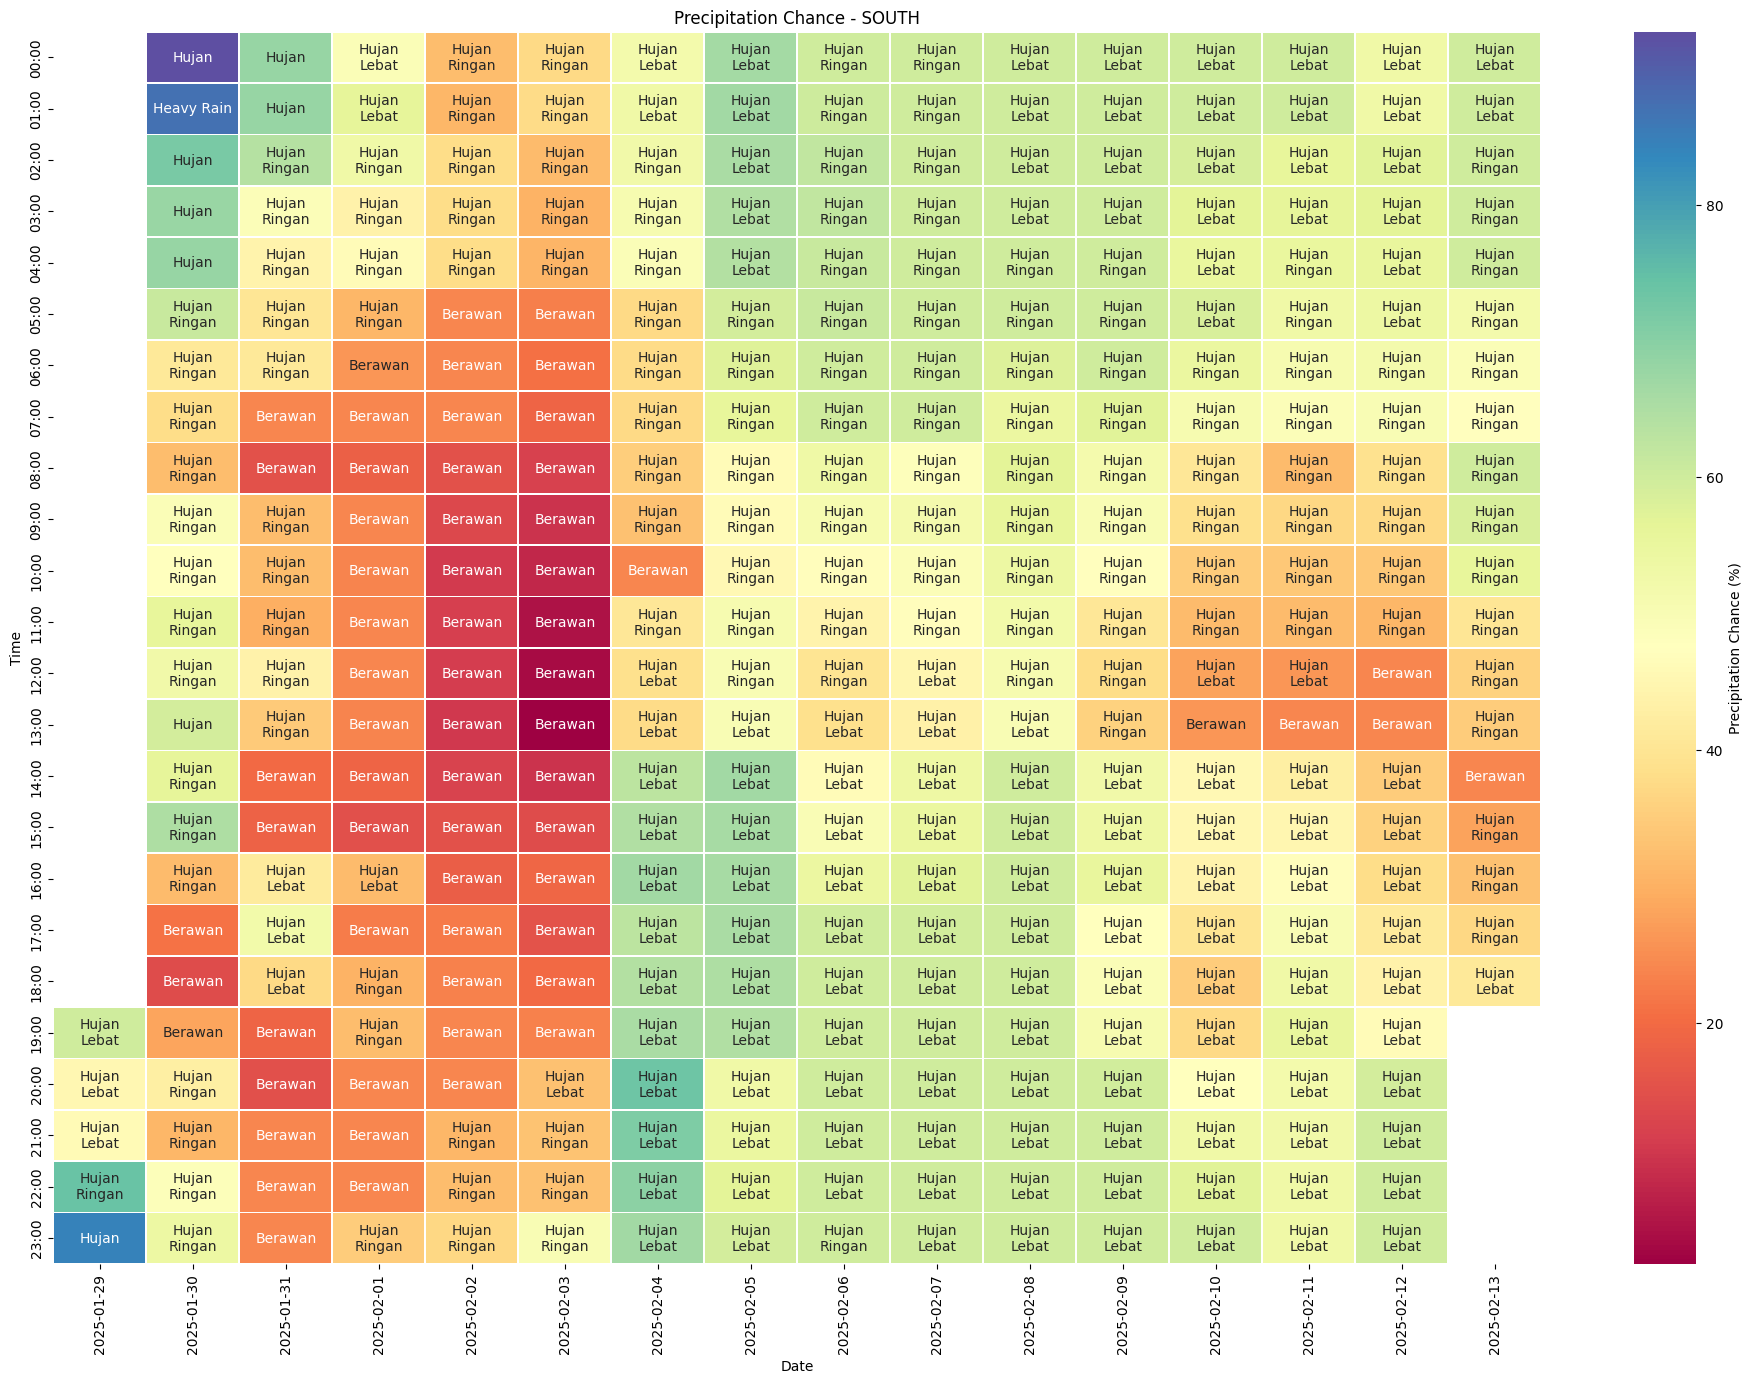 Precipitation Chance - SOUTH
00:00 Hujan Hujan Hujan Lebat Hujan Ringan Hujan Ringan Hujan Lebat Hujan Lebat Hujan Ringan Hujan Ringan Hujan Lebat Hujan Lebat Hujan Lebat Hujan Lebat Hujan Lebat Hujan Lebat
01:00 Heavy Rain Hujan Hujan Lebat Hujan Ringan Hujan Ringan Hujan Lebat Hujan Lebat Hujan Ringan Hujan Ringan Hujan Lebat Hujan Lebat Hujan Lebat Hujan Lebat Hujan Lebat Hujan Lebat
02:00 Hujan Hujan Ringan Hujan Ringan Hujan Ringan Hujan Ringan Hujan Ringan Hujan Lebat Hujan Ringan Hujan Ringan Hujan Lebat Hujan Lebat Hujan Lebat Hujan Lebat Hujan Lebat Hujan Ringan
03:00 Hujan Hujan Ringan Hujan Ringan Hujan Ringan Hujan Ringan Hujan Ringan Hujan Lebat Hujan Ringan Hujan Ringan Hujan Lebat Hujan Lebat Hujan Lebat Hujan Lebat Hujan Lebat Hujan Ringan
04:00 Hujan Hujan Ringan Hujan Ringan Hujan Ringan Hujan Ringan Hujan Ringan Hujan Lebat Hujan Ringan Hujan Ringan Hujan Ringan Hujan Ringan Hujan Lebat Hujan Ringan Hujan Lebat Hujan Ringan
05:00 Hujan Ringan Hujan Ringan Hujan Ringan Berawan Berawan Hujan Ringan Hujan Ringan Hujan Ringan Hujan Ringan Hujan Ringan Hujan Ringan Hujan Lebat Hujan Ringan Hujan Lebat Hujan Ringan
06:00 Hujan Ringan Hujan Ringan Berawan Berawan Berawan Hujan Ringan Hujan Ringan Hujan Ringan Hujan Ringan Hujan Ringan Hujan Ringan Hujan Ringan Hujan Ringan Hujan Ringan Hujan Ringan
07:00 Hujan Ringan Berawan Berawan Berawan Berawan Hujan Ringan Hujan Ringan Hujan Ringan Hujan Ringan Hujan Ringan Hujan Ringan Hujan Ringan Hujan Ringan Hujan Ringan Hujan Ringan
08:00 Hujan Ringan Berawan Berawan Berawan Berawan Hujan Ringan Hujan Ringan Hujan Ringan Hujan Ringan Hujan Ringan Hujan Ringan Hujan Ringan Hujan Ringan Hujan Ringan Hujan Ringan
09:00 Hujan Ringan Hujan Ringan Berawan Berawan Berawan Hujan Ringan Hujan Ringan Hujan Ringan Hujan Ringan Hujan Ringan Hujan Ringan Hujan Ringan Hujan Ringan Hujan Ringan Hujan Ringan
10:00 Hujan Ringan Hujan Ringan Berawan Berawan Berawan Berawan Hujan Ringan Hujan Ringan Hujan Ringan Hujan Ringan Hujan Ringan Hujan Ringan Hujan Ringan Hujan Ringan Hujan Ringan
11:00 Hujan Ringan Hujan Ringan Berawan Berawan Berawan Hujan Ringan Hujan Ringan Hujan Ringan Hujan Ringan Hujan Ringan Hujan Ringan Hujan Ringan Hujan Ringan Hujan Ringan Hujan Ringan
12:00 Hujan Ringan Hujan Ringan Berawan Berawan Berawan Hujan Lebat Hujan Ringan Hujan Ringan Hujan Lebat Hujan Ringan Hujan Ringan Hujan Lebat Hujan Lebat Berawan Hujan Ringan
13:00 Hujan Hujan Ringan Berawan Berawan Berawan Hujan Lebat Hujan Lebat Hujan Lebat Hujan Lebat Hujan Lebat Hujan Ringan Berawan Berawan Berawan Hujan Ringan
14:00 Hujan Ringan Berawan Berawan Berawan Berawan Hujan Lebat Hujan Lebat Hujan Lebat Hujan Lebat Hujan Lebat Hujan Lebat Hujan Lebat Hujan Lebat Hujan Lebat Berawan
15:00 Hujan Ringan Berawan Berawan Berawan Berawan Hujan Lebat Hujan Lebat Hujan Lebat Hujan Lebat Hujan Lebat Hujan Lebat Hujan Lebat Hujan Lebat Hujan Lebat Hujan Ringan
16:00 Hujan Ringan Hujan Lebat Hujan Lebat Berawan Berawan Hujan Lebat Hujan Lebat Hujan Lebat Hujan Lebat Hujan Lebat Hujan Lebat Hujan Lebat Hujan Lebat Hujan Lebat Hujan Ringan
17:00 Berawan Hujan Lebat Berawan Berawan Berawan Hujan Lebat Hujan Lebat Hujan Lebat Hujan Lebat Hujan Lebat Hujan Lebat Hujan Lebat Hujan Lebat Hujan Lebat Hujan Ringan
18:00 Berawan Hujan Lebat Hujan Ringan Berawan Berawan Hujan Lebat Hujan Lebat Hujan Lebat Hujan Lebat Hujan Lebat Hujan Lebat Hujan Lebat Hujan Lebat Hujan Lebat Hujan Lebat
19:00 Hujan Lebat Berawan Berawan Hujan Ringan Berawan Berawan Hujan Lebat Hujan Lebat Hujan Lebat Hujan Lebat Hujan Lebat Hujan Lebat Hujan Lebat Hujan Lebat Hujan Lebat
20:00 Hujan Lebat Hujan Ringan Berawan Berawan Berawan Hujan Lebat Hujan Lebat Hujan Lebat Hujan Lebat Hujan Lebat Hujan Lebat Hujan Lebat Hujan Lebat Hujan Lebat Hujan Lebat
21:00 Hujan Lebat Hujan Ringan Berawan Berawan Hujan Ringan Hujan Ringan Hujan Lebat Hujan Lebat Hujan Lebat Hujan Lebat Hujan Lebat Hujan Lebat Hujan Lebat Hujan Lebat Hujan Lebat
22:00 Hujan Ringan Hujan Ringan Berawan Berawan Hujan Ringan Hujan Ringan Hujan Lebat Hujan Lebat Hujan Ringan Hujan Lebat Hujan Lebat Hujan Lebat Hujan Lebat Hujan Lebat Hujan Lebat
23:00 Hujan Hujan Ringan Berawan Hujan Ringan Hujan Ringan Hujan Ringan Hujan Lebat Hujan Lebat Hujan Ringan Hujan Lebat Hujan Lebat Hujan Lebat Hujan Lebat Hujan Lebat Hujan Lebat
Time
2025-01-29 2025-01-30 2025-01-31 2025-02-01 2025-02-02 2025-02-03 2025-02-04 2025-02-05 2025-02-06 2025-02-07 2025-02-08 2025-02-09 2025-02-10 2025-02-11 2025-02-12 2025-02-13
Date
80
60
40
20
Precipitation Chance (%)